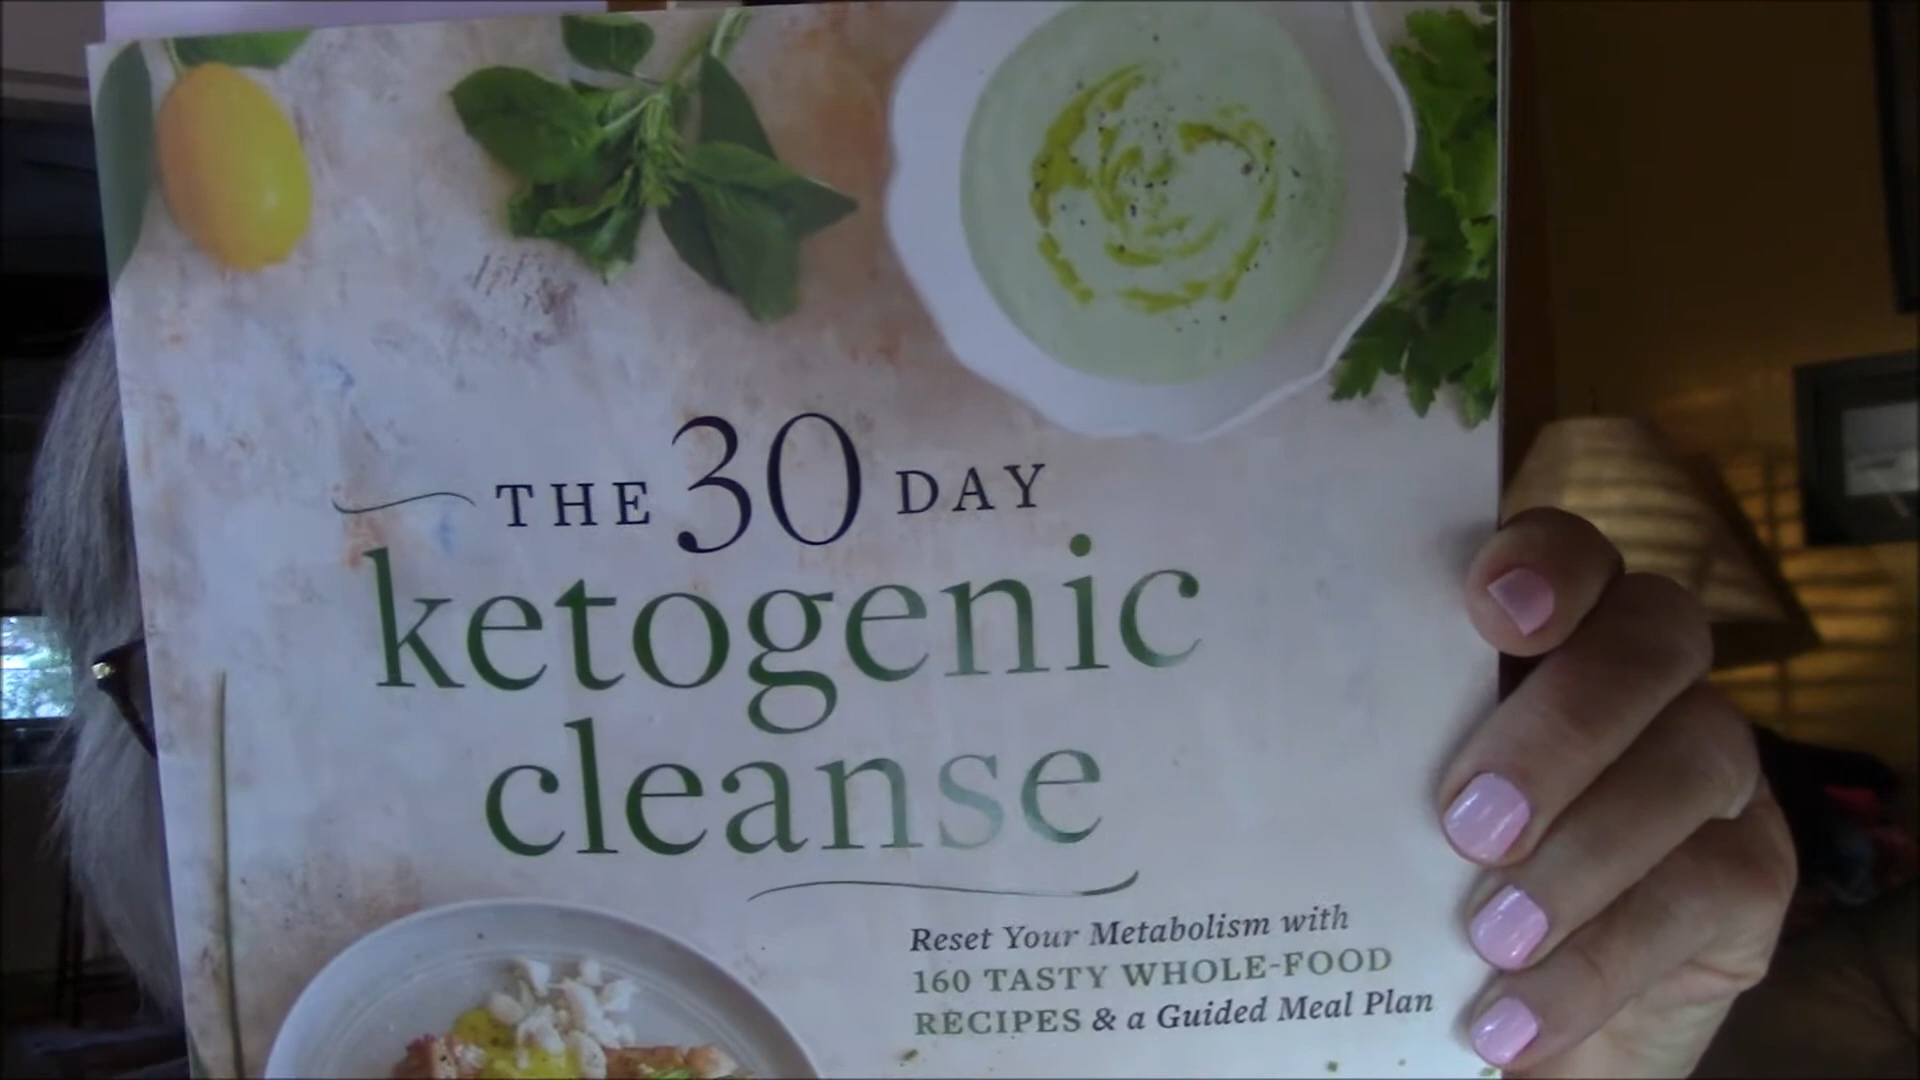 THE 30 DAY
ketogenic
cleanse
Reset Your Metabolism with
160 TASTY WHOLE-FOOD
RECIPES & a Guided Meal Plan